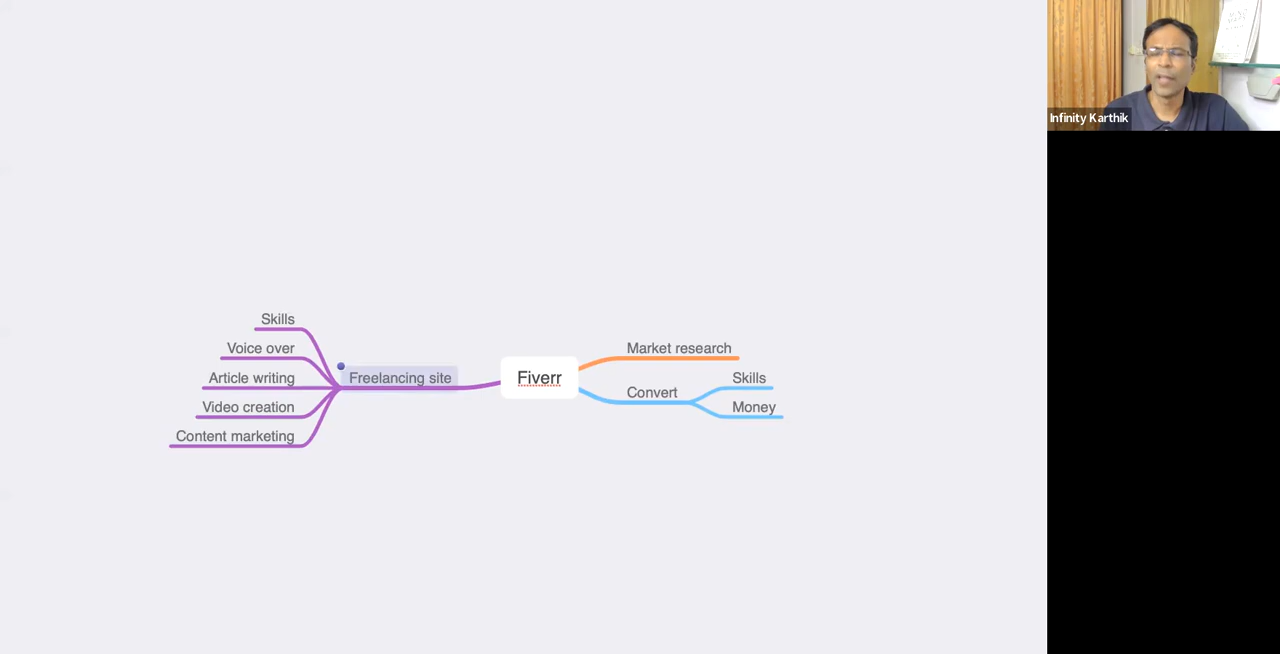 Infinity Karthik
Skills
Voice over
Article writing
Video creation
Content marketing
Freelancing site
Fiverr
Market research
Convert
Skills
Money